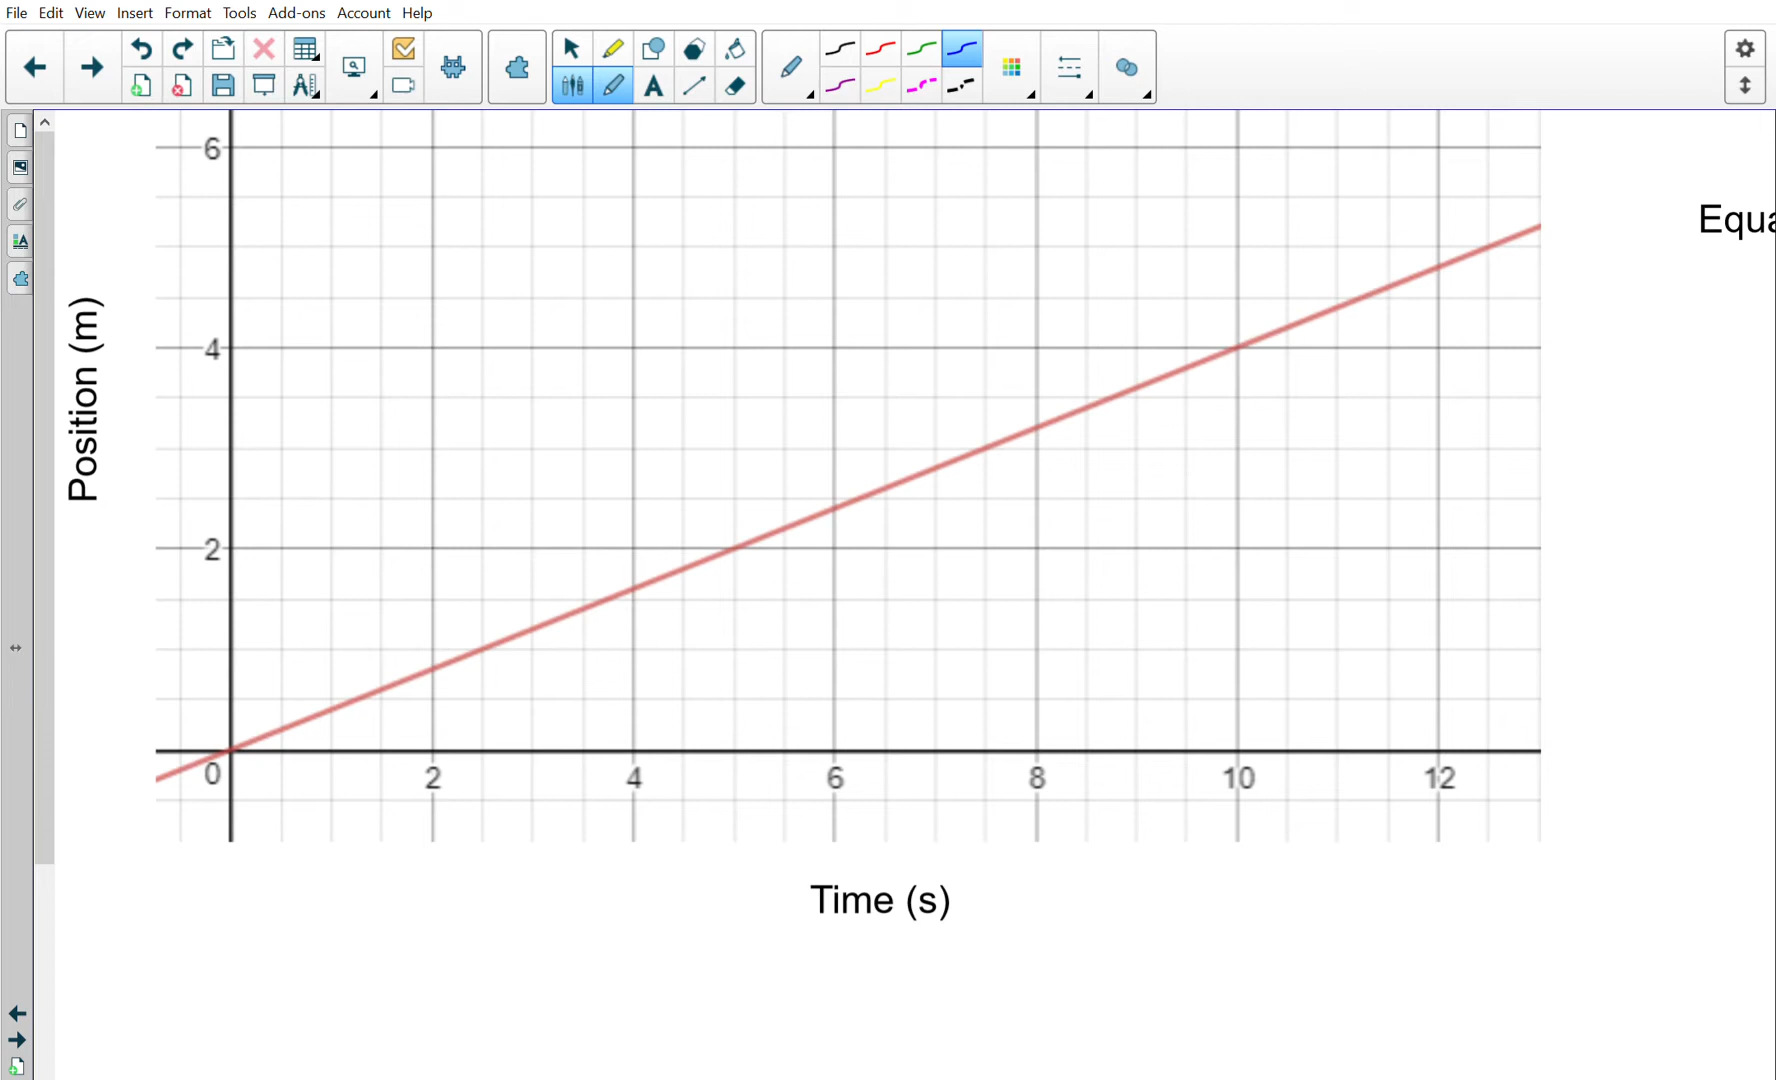 File Edit View Insert Format Tools Add-ons Account Help
Equa
Position (m)
6
4
2
0 2 4 6 8 10 12
Time (s)